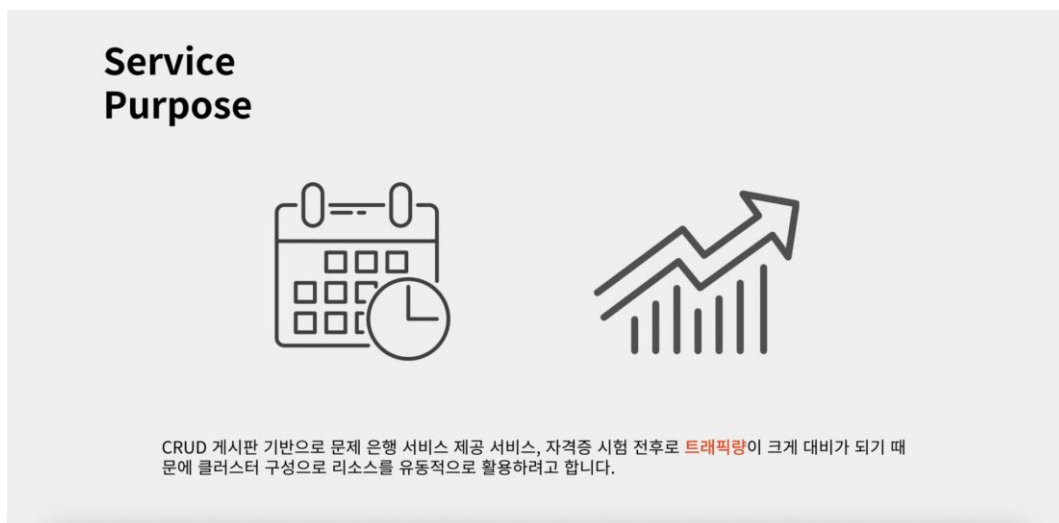 Service
Purpose
CRUD 게시판 기반으로 문제 은행 서비스 제공 서비스, 자격증 시험 전후로 트래픽량이 크게 대비가 되기 때
문에 클러스터 구성으로 리소스를 유동적으로 활용하려고 합니다.